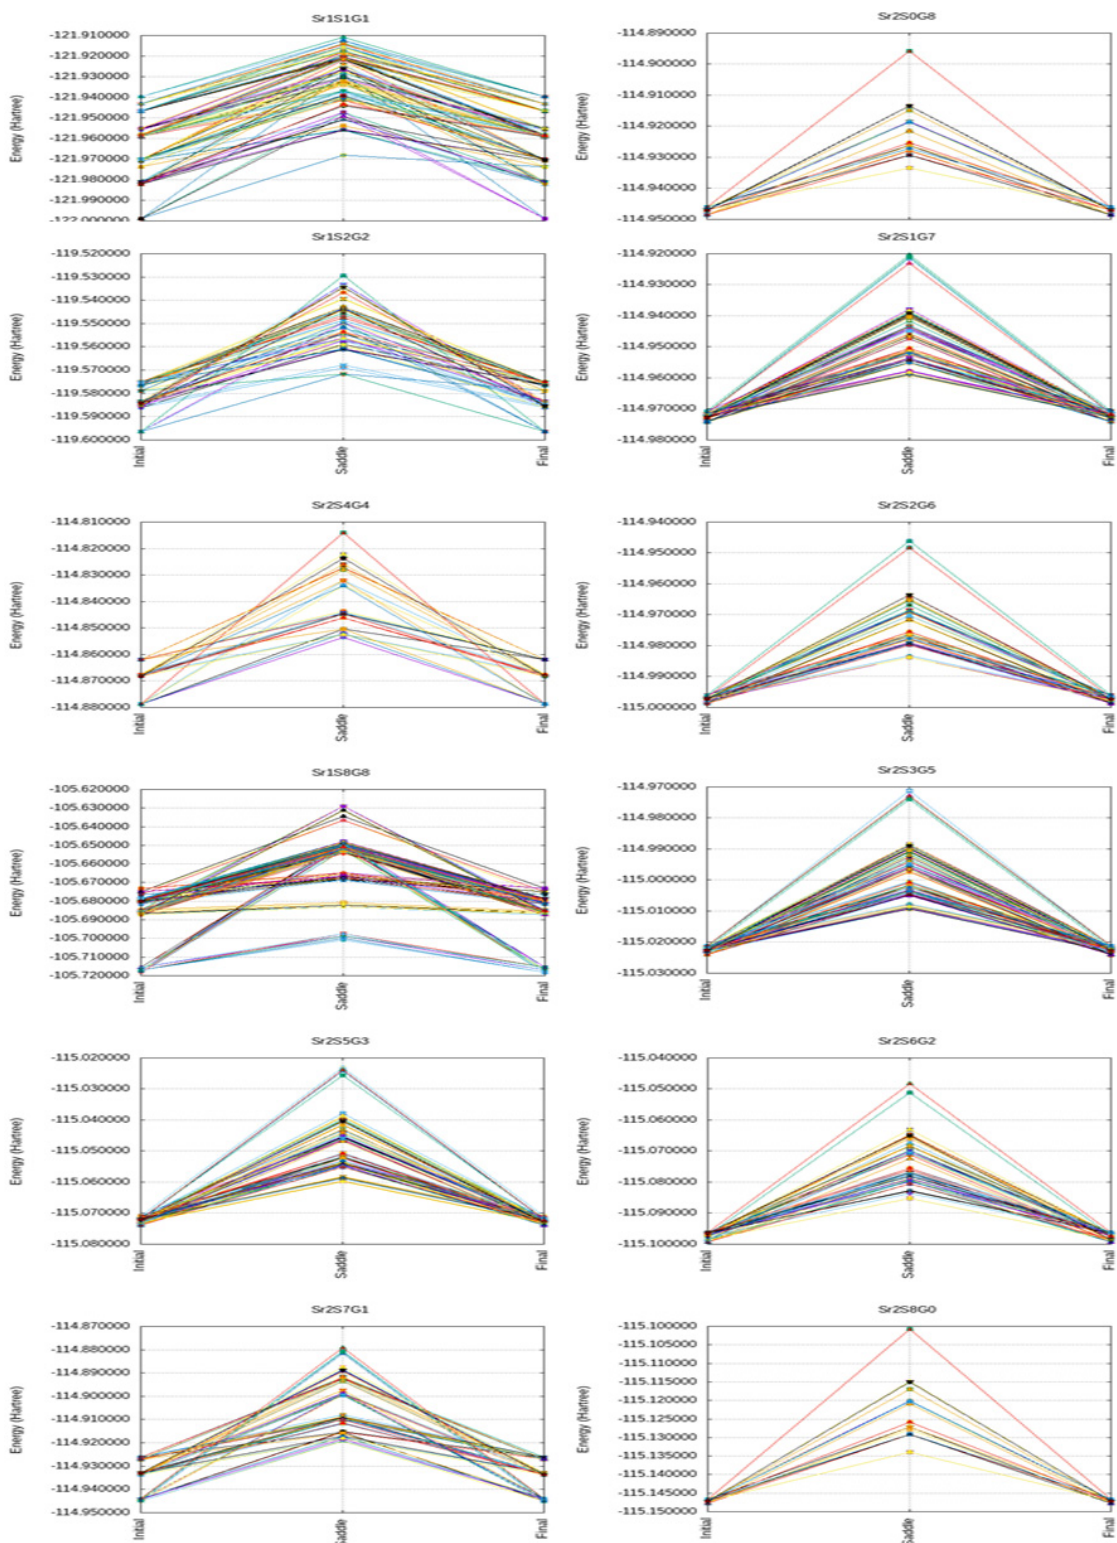 Sr1S1G1
Energy (Hartree)
-121.910000
-121.920000
-121.930000
-121.940000
-121.950000
-121.960000
-121.970000
-121.980000
-121.990000
-122.000000
Sr2S0G8
Energy (Hartree)
-114.890000
-114.900000
-114.910000
-114.920000
-114.930000
-114.940000
-114.950000
Sr1S2G2
Energy (Hartree)
-119.520000
-119.530000
-119.540000
-119.550000
-119.560000
-119.570000
-119.580000
-119.590000
-119.600000
Initial
Saddle
Final
Sr2S1G7
Energy (Hartree)
-114.920000
-114.930000
-114.940000
-114.950000
-114.960000
-114.970000
-114.980000
Initial
Saddle
Final
Sr2S4G4
Energy (Hartree)
-114.810000
-114.820000
-114.830000
-114.840000
-114.850000
-114.860000
-114.870000
-114.880000
Initial
Saddle
Final
Sr2S2G6
Energy (Hartree)
-114.940000
-114.950000
-114.960000
-114.970000
-114.980000
-114.990000
-115.000000
Initial
Saddle
Final
Sr1S8G8
Energy (Hartree)
-105.620000
-105.630000
-105.640000
-105.650000
-105.660000
-105.670000
-105.680000
-105.690000
-105.700000
-105.710000
-105.720000
Initial
Saddle
Final
Sr2S3G5
Energy (Hartree)
-114.970000
-114.980000
-114.990000
-115.000000
-115.010000
-115.020000
-115.030000
Initial
Saddle
Final
Sr2S5G3
Energy (Hartree)
-115.020000
-115.030000
-115.040000
-115.050000
-115.060000
-115.070000
-115.080000
Initial
Saddle
Final
Sr2S6G2
Energy (Hartree)
-115.040000
-115.050000
-115.060000
-115.070000
-115.080000
-115.090000
-115.100000
Initial
Saddle
Final
Sr2S7G1
Energy (Hartree)
-114.870000
-114.880000
-114.890000
-114.900000
-114.910000
-114.920000
-114.930000
-114.940000
-114.950000
Initial
Saddle
Final
Sr2S8G0
Energy (Hartree)
-115.100000
-115.105000
-115.110000
-115.115000
-115.120000
-115.125000
-115.130000
-115.135000
-115.140000
-115.145000
-115.150000
Initial
Saddle
Final